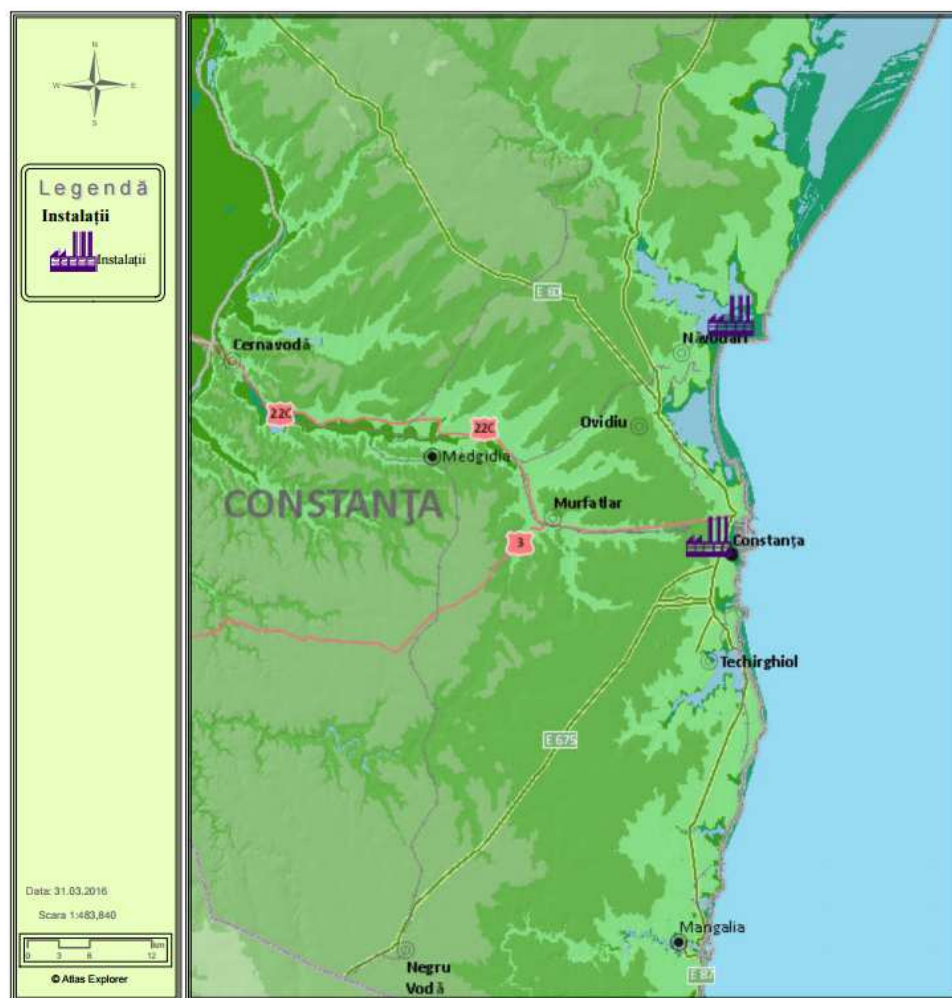 N
W
E
S
Legendă
Instalații
Instalații
Data: 31.03.2016
Scara 1:483,840
0 3 6 12 km
© Atlas Explorer
E 60
Năvodari
Cernavodă
22C
22C
Ovidiu
Medgidia
CONSTANŢA
Murfatlar
3
Constanța
Techirghiol
E 675
Mangalia
Negru
Vodă
E 87